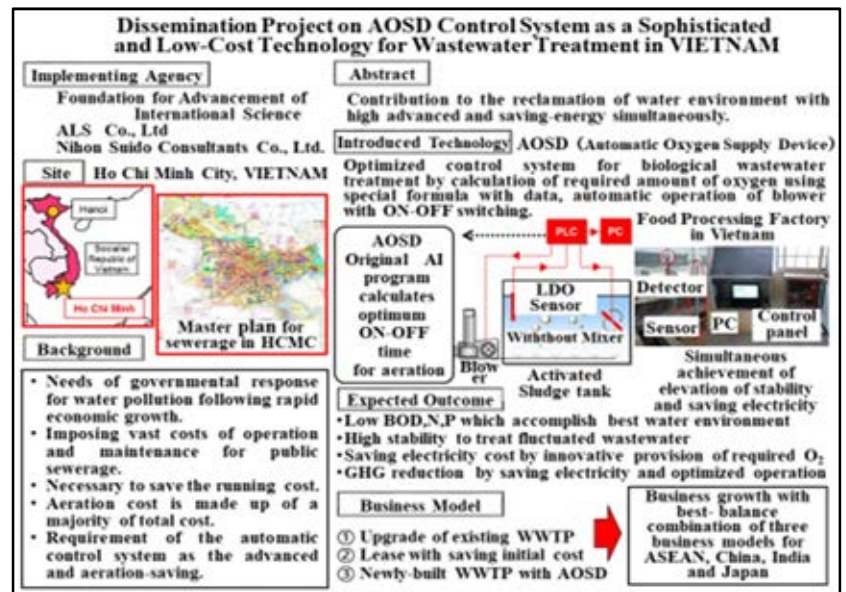 Dissemination Project on AOSD Control System as a Sophisticated
and Low-Cost Technology for Wastewater Treatment in VIETNAM
Implementing Agency
Foundation for Advancement of
International Science
ALS Co., Ltd
Nihon Suido Consultants Co., Ltd.
Site Ho Chi Minh City, VIETNAM
Hanoi
Socialist
Republic of
Vietnam
Ho Chi Minh
Master plan for
sewerage in HCMC
Background
• Needs of governmental response
for water pollution following rapid
economic growth.
• Imposing vast costs of operation
and maintenance for public
sewerage.
• Necessary to save the running cost.
• Aeration cost is made up of a
majority of total cost.
• Requirement of the automatic
control system as the advanced
and aeration-saving.
Abstract
Contribution to the reclamation of water environment with
high advanced and saving-energy simultaneously.
Introduced Technology AOSD (Automatic Oxygen Supply Device)
Optimized control system for biological wastewater
treatment by calculation of required amount of oxygen using
special formula with data, automatic operation of blower
with ON-OFF switching.
AOSD
Original AI
program
calculates
optimum
ON-OFF
time
for aeration
PLC
PC
LDO
Sensor
Withthout Mixer
Blow
er
Activated
Sludge tank
Food Processing Factory
in Vietnam
Detector
Sensor
PC
Control
panel
Simultaneous
achievement of
elevation of stability
and saving electricity
Expected Outcome
•Low BOD,N,P which accomplish best water environment
•High stability to treat fluctuated wastewater
•Saving electricity cost by innovative provision of required O₂
•GHG reduction by saving electricity and optimized operation
Business Model
① Upgrade of existing WWTP
② Lease with saving initial cost
③ Newly-built WWTP with AOSD
Business growth with
best- balance
combination of three
business models for
ASEAN, China, India
and Japan